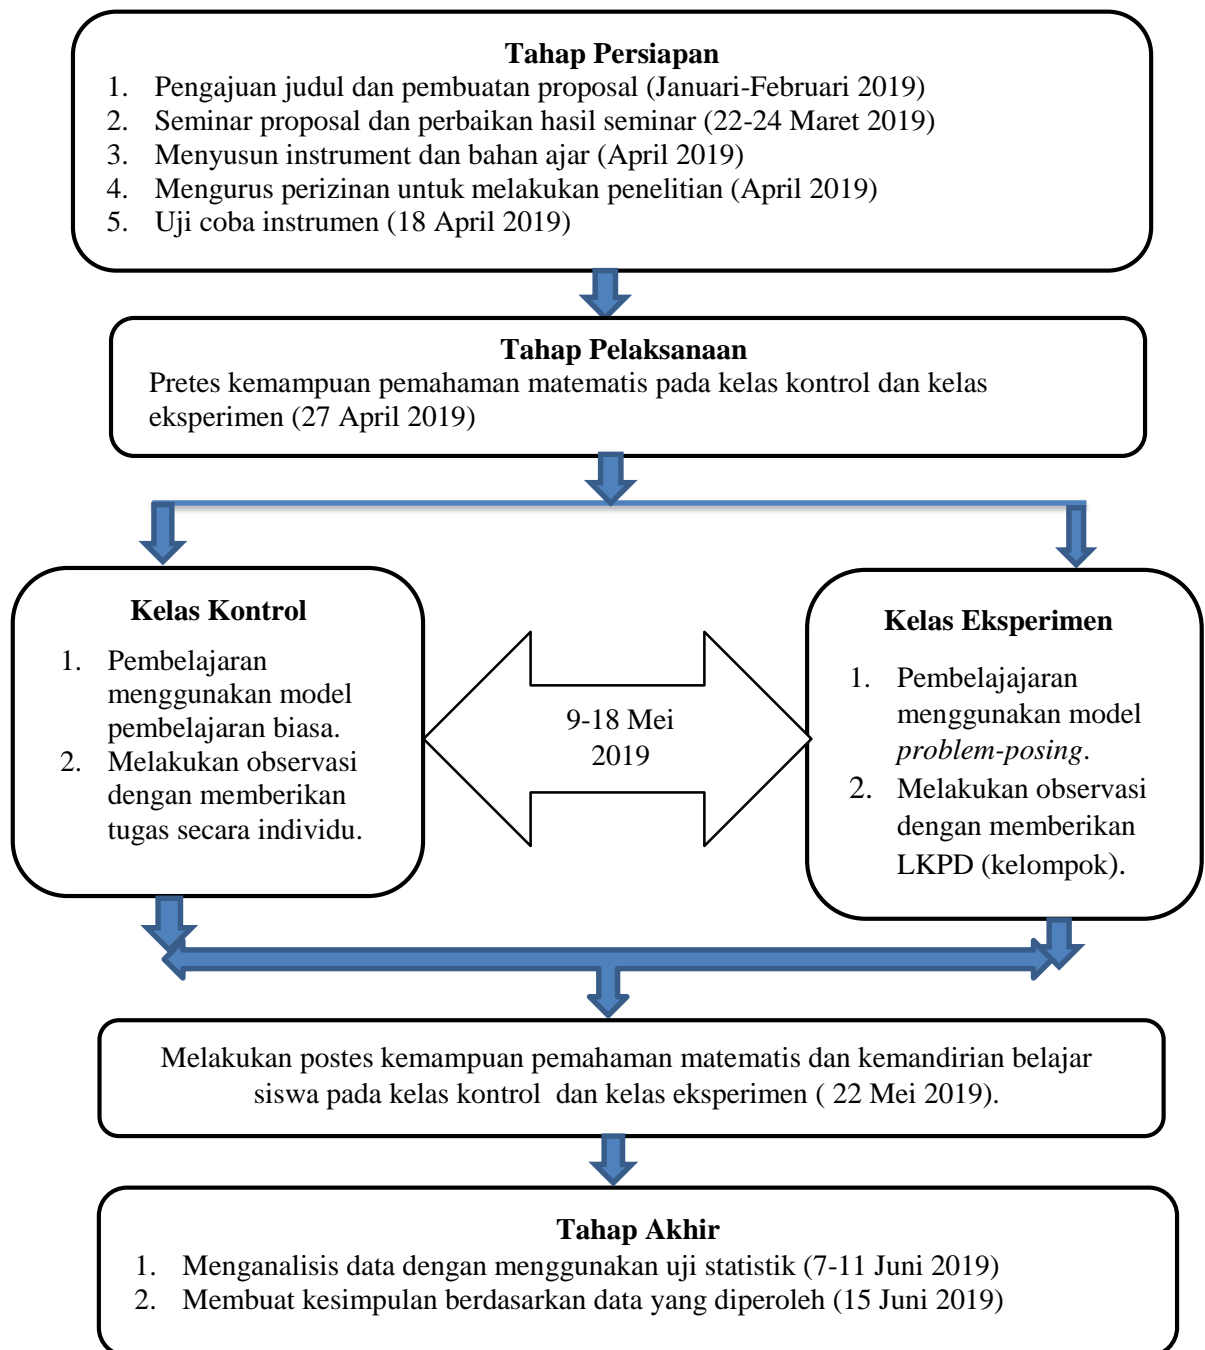 Tahap Persiapan
1. Pengajuan judul dan pembuatan proposal (Januari-Februari 2019)
2. Seminar proposal dan perbaikan hasil seminar (22-24 Maret 2019)
3. Menyusun instrument dan bahan ajar (April 2019)
4. Mengurus perizinan untuk melakukan penelitian (April 2019)
5. Uji coba instrumen (18 April 2019)
Tahap Pelaksanaan
Pretes kemampuan pemahaman matematis pada kelas kontrol dan kelas
eksperimen (27 April 2019)
Kelas Kontrol
1. Pembelajaran
menggunakan model
pembelajaran biasa.
2. Melakukan observasi
dengan memberikan
tugas secara individu.
9-18 Mei
2019
Kelas Eksperimen
1. Pembelajajaran
menggunakan model
problem-posing.
2. Melakukan observasi
dengan memberikan
LKPD (kelompok).
Melakukan postes kemampuan pemahaman matematis dan kemandirian belajar
siswa pada kelas kontrol dan kelas eksperimen ( 22 Mei 2019).
Tahap Akhir
1. Menganalisis data dengan menggunakan uji statistik (7-11 Juni 2019)
2. Membuat kesimpulan berdasarkan data yang diperoleh (15 Juni 2019)